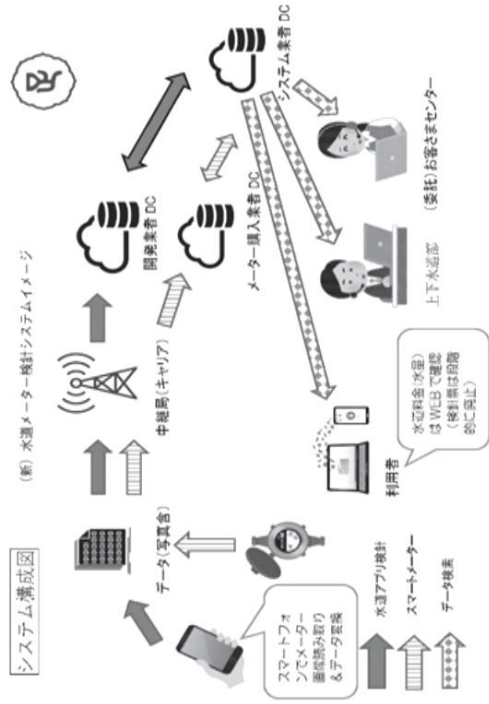 システム構成図
(新) 水道メーター検針システムイメージ
データ(写真含)
中継局(キャリア)
開発業者 DC
メーター購入業者 DC
システム業者 DC
スマートフォ
ンでメーター
画像読み取り
&データ変換
利用者
水道料金(水量)
は WEB で確認
(検針票は段階
的に廃止)
上下水道部
(委託)お客さまセンター
水道アプリ検針
スマートメーター
データ検索